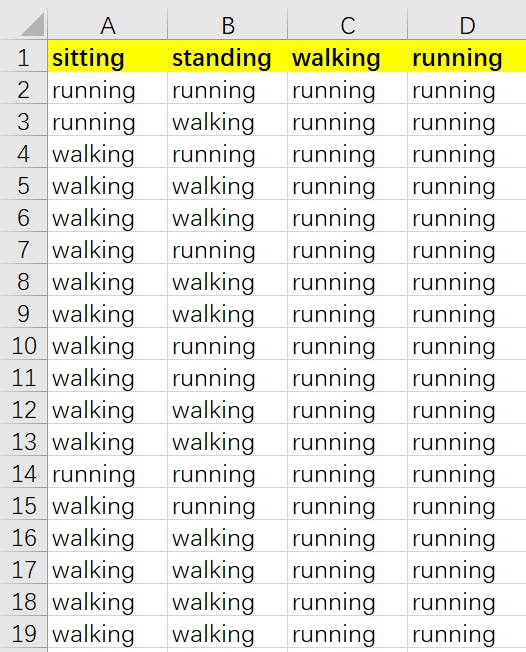 A B C D
1 sitting standing walking running
2 running running running running
3 running walking running running
4 walking running running running
5 walking walking running running
6 walking walking running running
7 walking running running running
8 walking walking running running
9 walking walking running running
10 walking running running running
11 walking running running running
12 walking walking running running
13 walking walking running running
14 running running running running
15 walking running running running
16 walking walking running running
17 walking walking running running
18 walking walking running running
19 walking walking running running